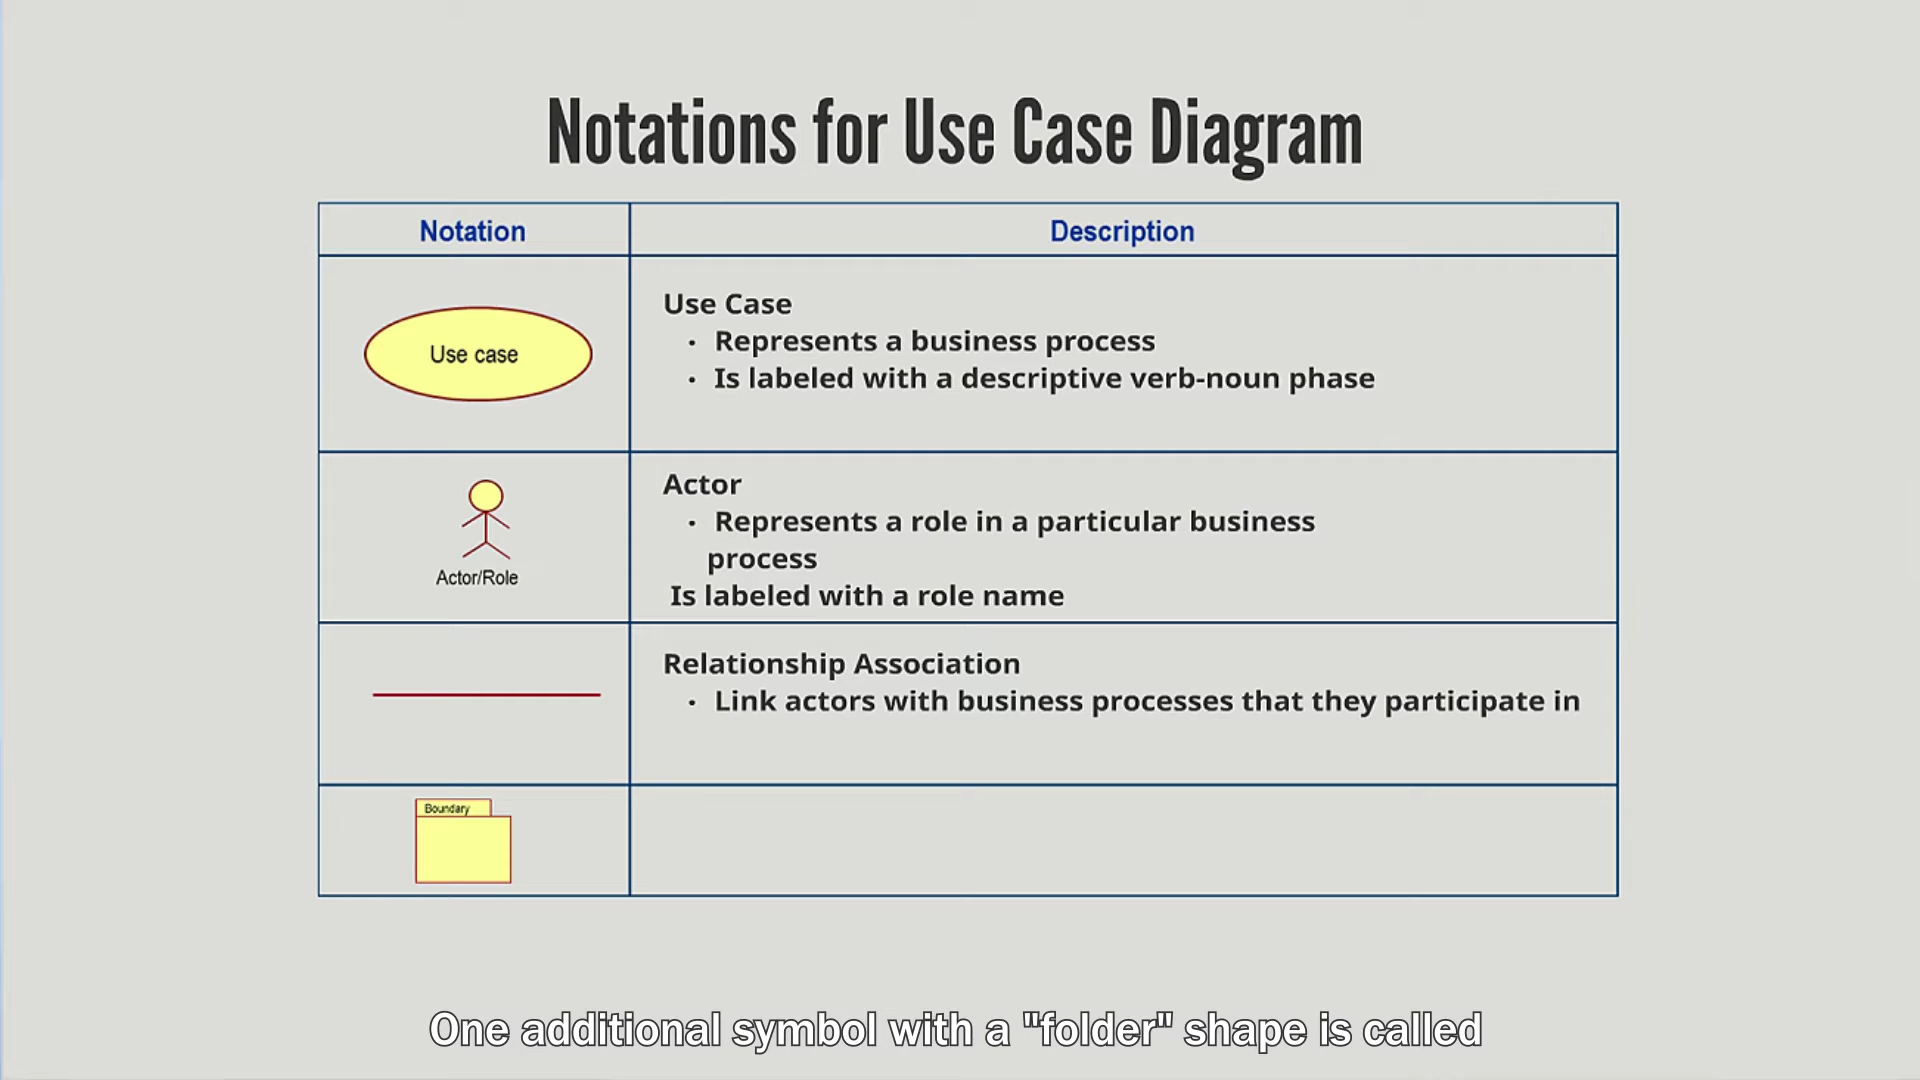 Notations for Use Case Diagram
Notation
Description
Use case
Use Case
· Represents a business process
· Is labeled with a descriptive verb-noun phase
Actor/Role
Actor
· Represents a role in a particular business
process
Is labeled with a role name
Relationship Association
· Link actors with business processes that they participate in
Boundary
One additional symbol with a "folder" shape is called